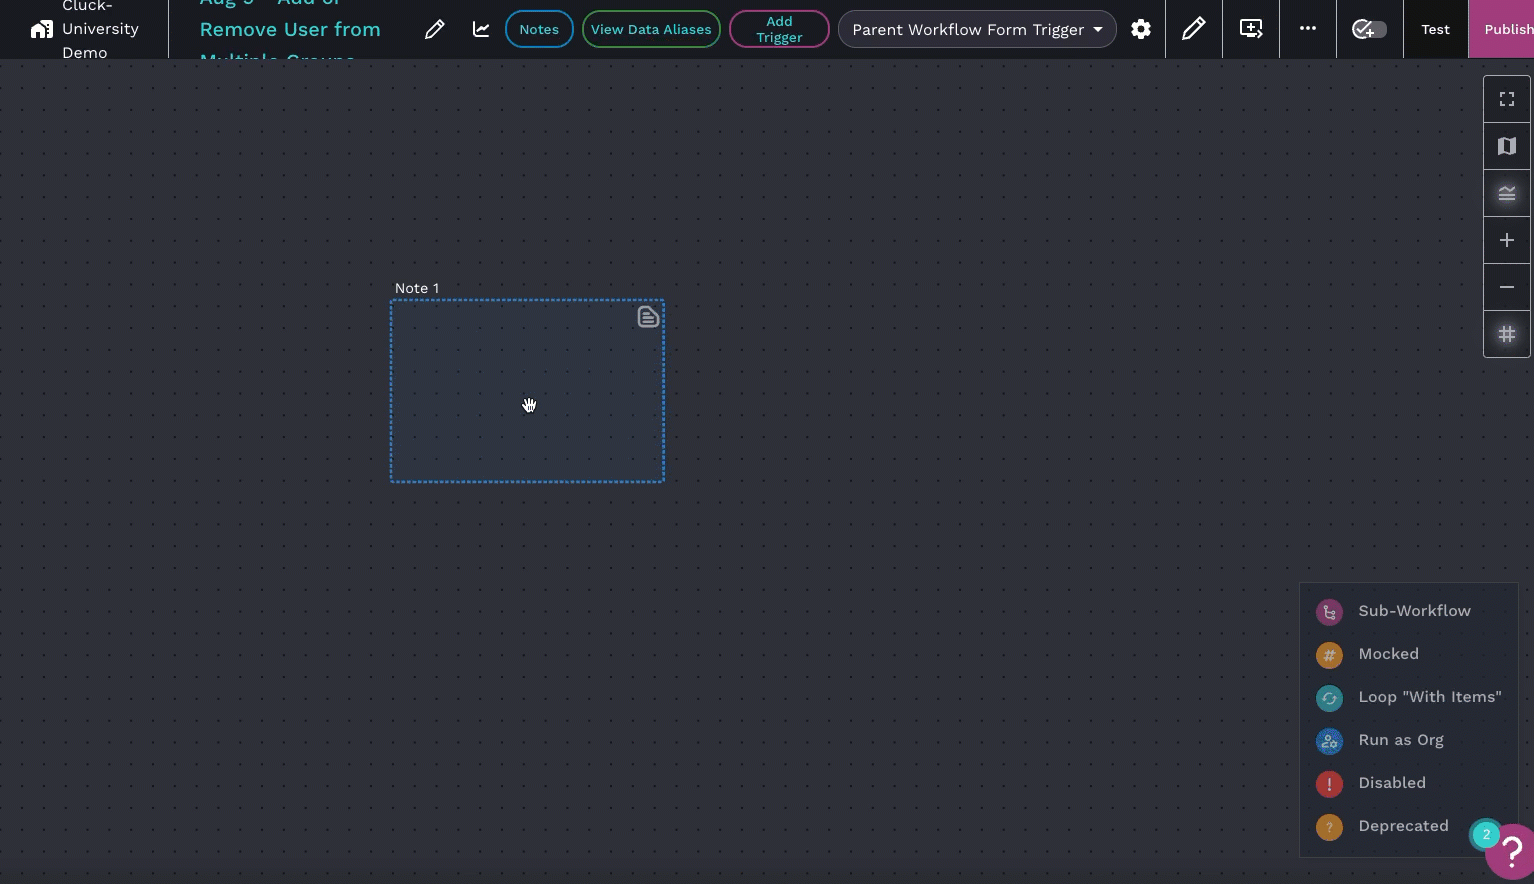 Cluck-
University
Demo
Aug 9 - Add or
Remove User from
Multiple Groups
Notes
View Data Aliases
Add
Trigger
Parent Workflow Form Trigger
Test
Publish
Note 1
Sub-Workflow
Mocked
Loop "With Items"
Run as Org
Disabled
Deprecated
2